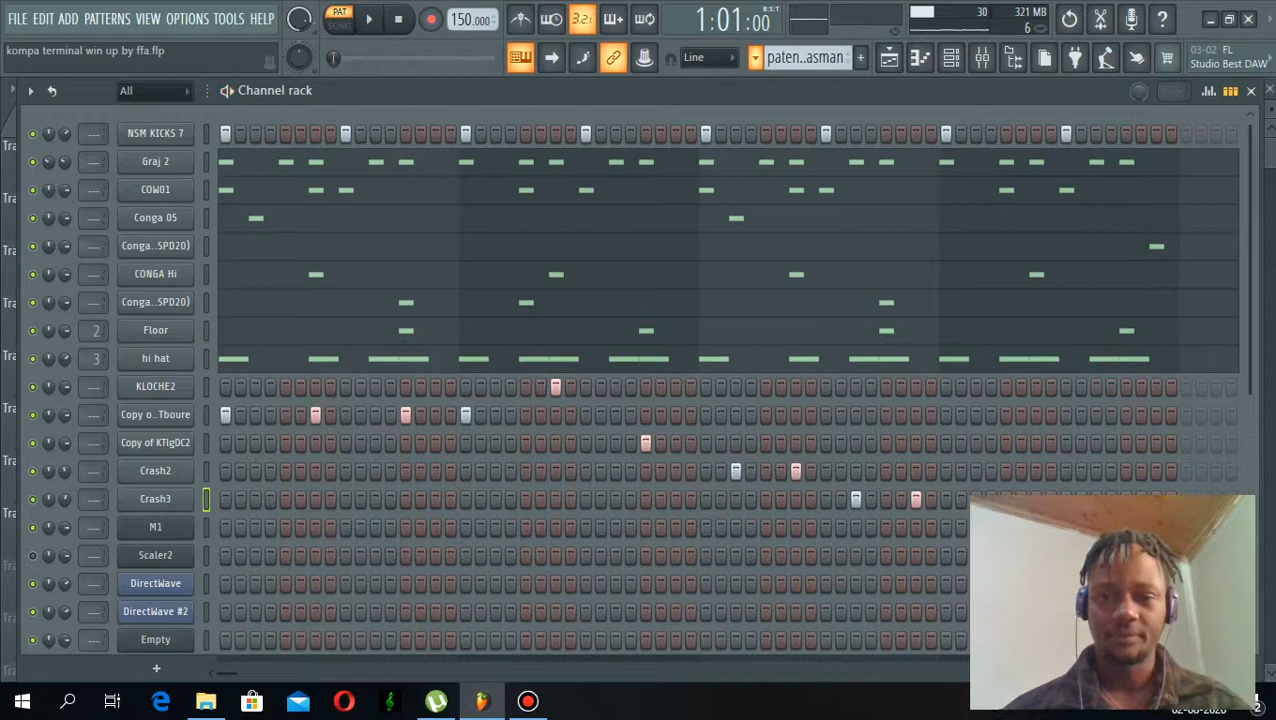 FILE EDIT ADD PATTERNS VIEW OPTIONS TOOLS HELP
PAT
SONG
150.000
3.2
1:01:00
B:S:T
30
321 MB
6
kompa terminal win up by ffa.flp
Line
paten..asman
03-02 FL
Studio Best DAW
All
Channel rack
NSM KICKS 7
Graj 2
COW01
Conga 05
Conga..SPD20)
CONGA Hi
Conga..SPD20)
2 Floor
3 hi hat
KLOCHE2
Copy o..Tboure
Copy of KTlgDC2
Crash2
Crash3
M1
Scaler2
DirectWave
DirectWave #2
Empty
+